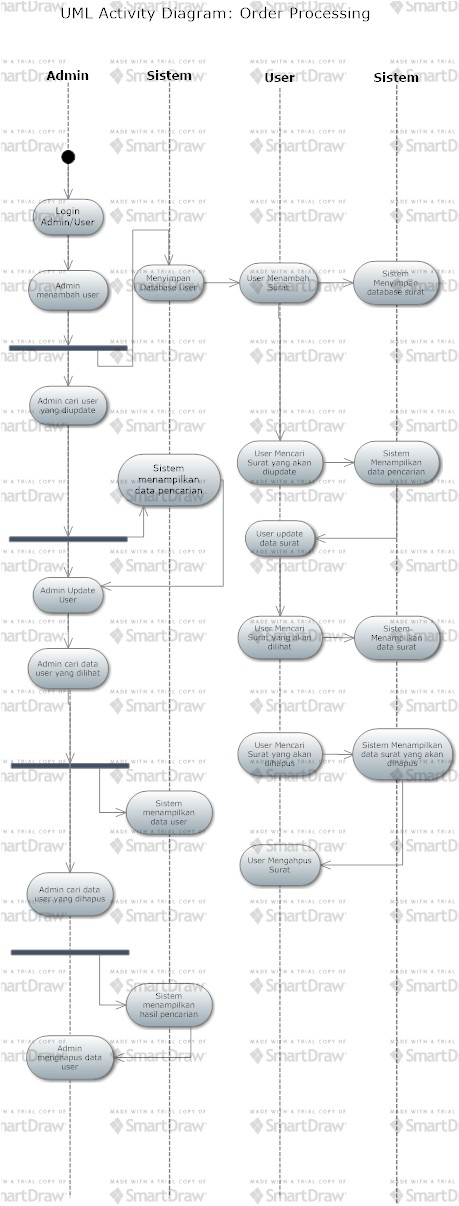 UML Activity Diagram: Order Processing
Admin
Sistem
User
Sistem
Login
Admin/User
Admin
menambah user
Menyimpan
Database User
User Menambah
Surat
Sistem
Menyimpan
database surat
Admin cari user
yang diupdate
Sistem
menampilkan
data pencarian
User Mencari
Surat yang akan
diupdate
Sistem
Menampilkan
data pencarian
User update
data surat
Admin Update
User
Admin cari data
user yang dilihat
User Mencari
Surat yang akan
dilihat
Sistem
Menampilkan
data surat
User Mencari
Surat yang akan
dihapus
Sistem Menampilkan
data surat yang akan
dihapus
Sistem
menampilkan
data user
User Mengahpus
Surat
Admin cari data
user yang dihapus
Sistem
menampilkan
hasil pencarian
Admin
menghapus data
user
MADE WITH A TRIAL COPY OF
SmartDraw